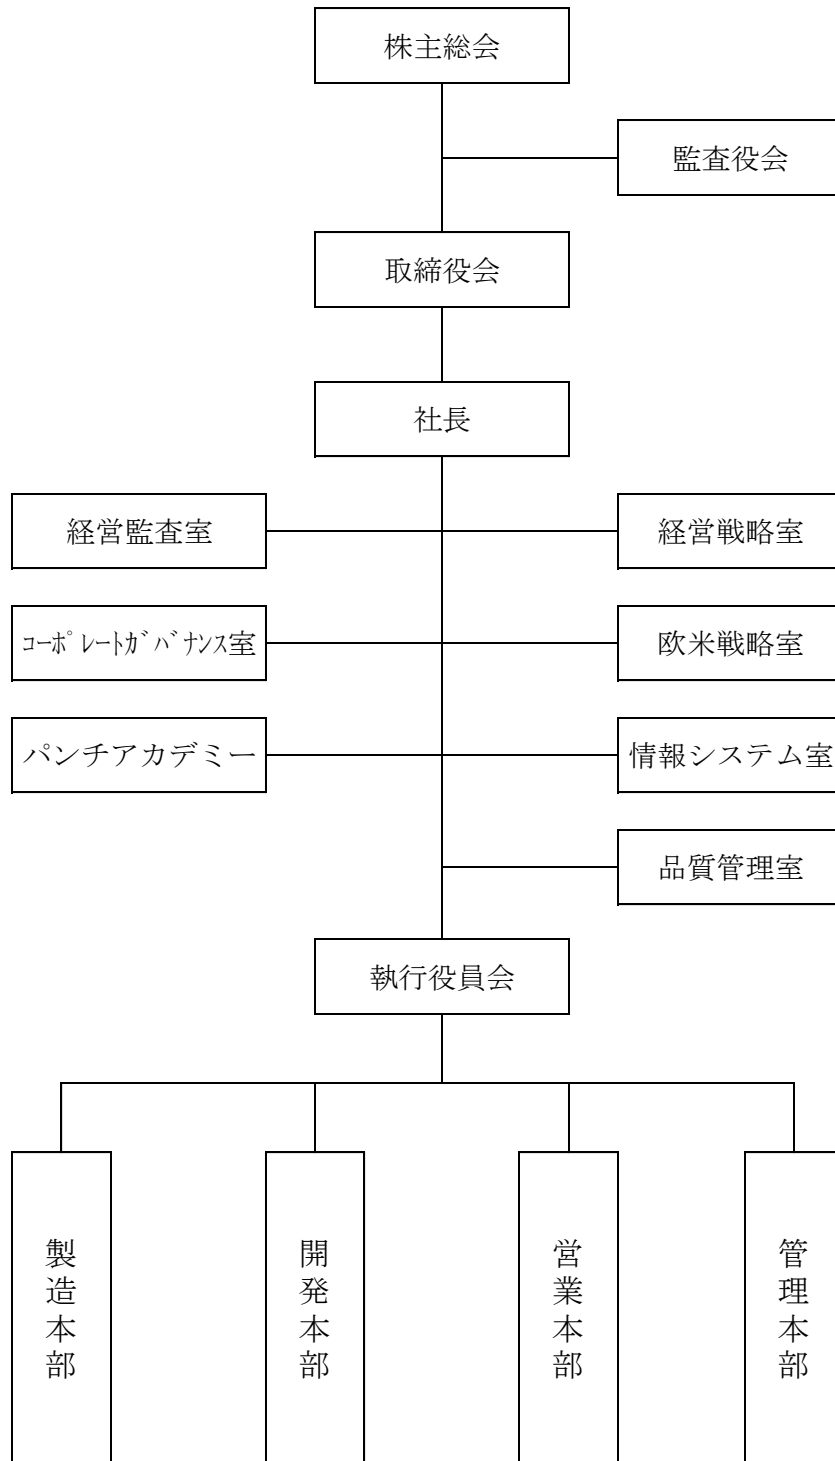 株主総会
監査役会
取締役会
社長
経営監査室
経営戦略室
ｺｰﾎﾟﾚｰﾄｶﾞﾊﾞﾅﾝｽ室
欧米戦略室
パンチアカデミー
情報システム室
品質管理室
執行役員会
製造本部
開発本部
営業本部
管理本部